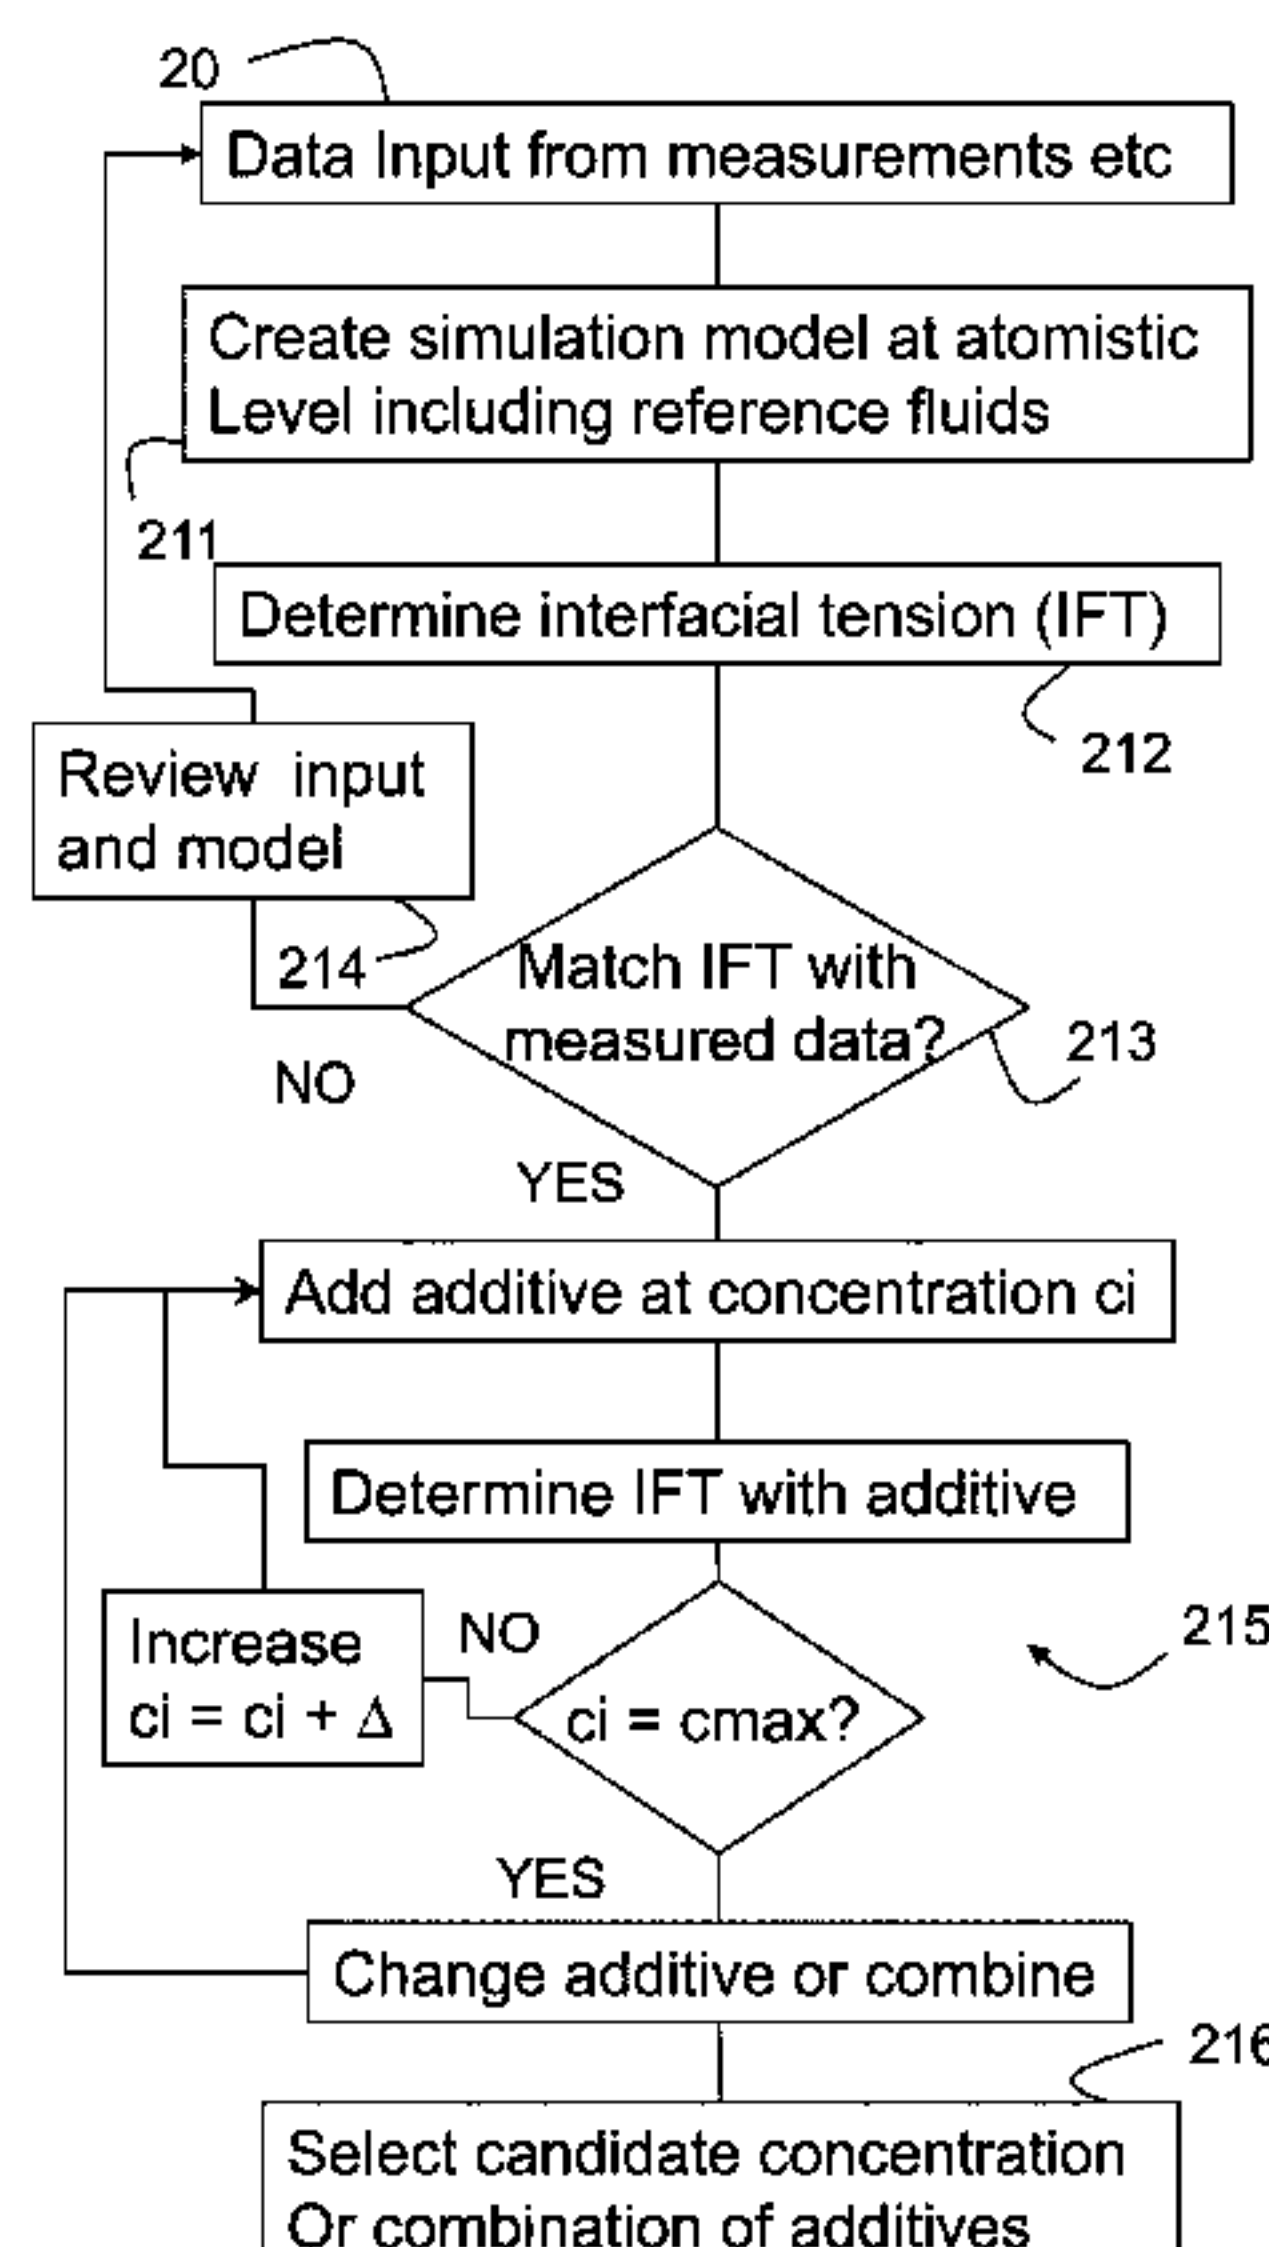 20
Data Input from measurements etc
Create simulation model at atomistic
Level including reference fluids
211
Determine interfacial tension (IFT)
212
Review input
and model
214
Match IFT with
measured data?
213
NO
YES
Add additive at concentration ci
Determine IFT with additive
Increase
ci = ci + Δ
NO
ci = cmax?
215
YES
Change additive or combine
216
Select candidate concentration
Or combination of additives